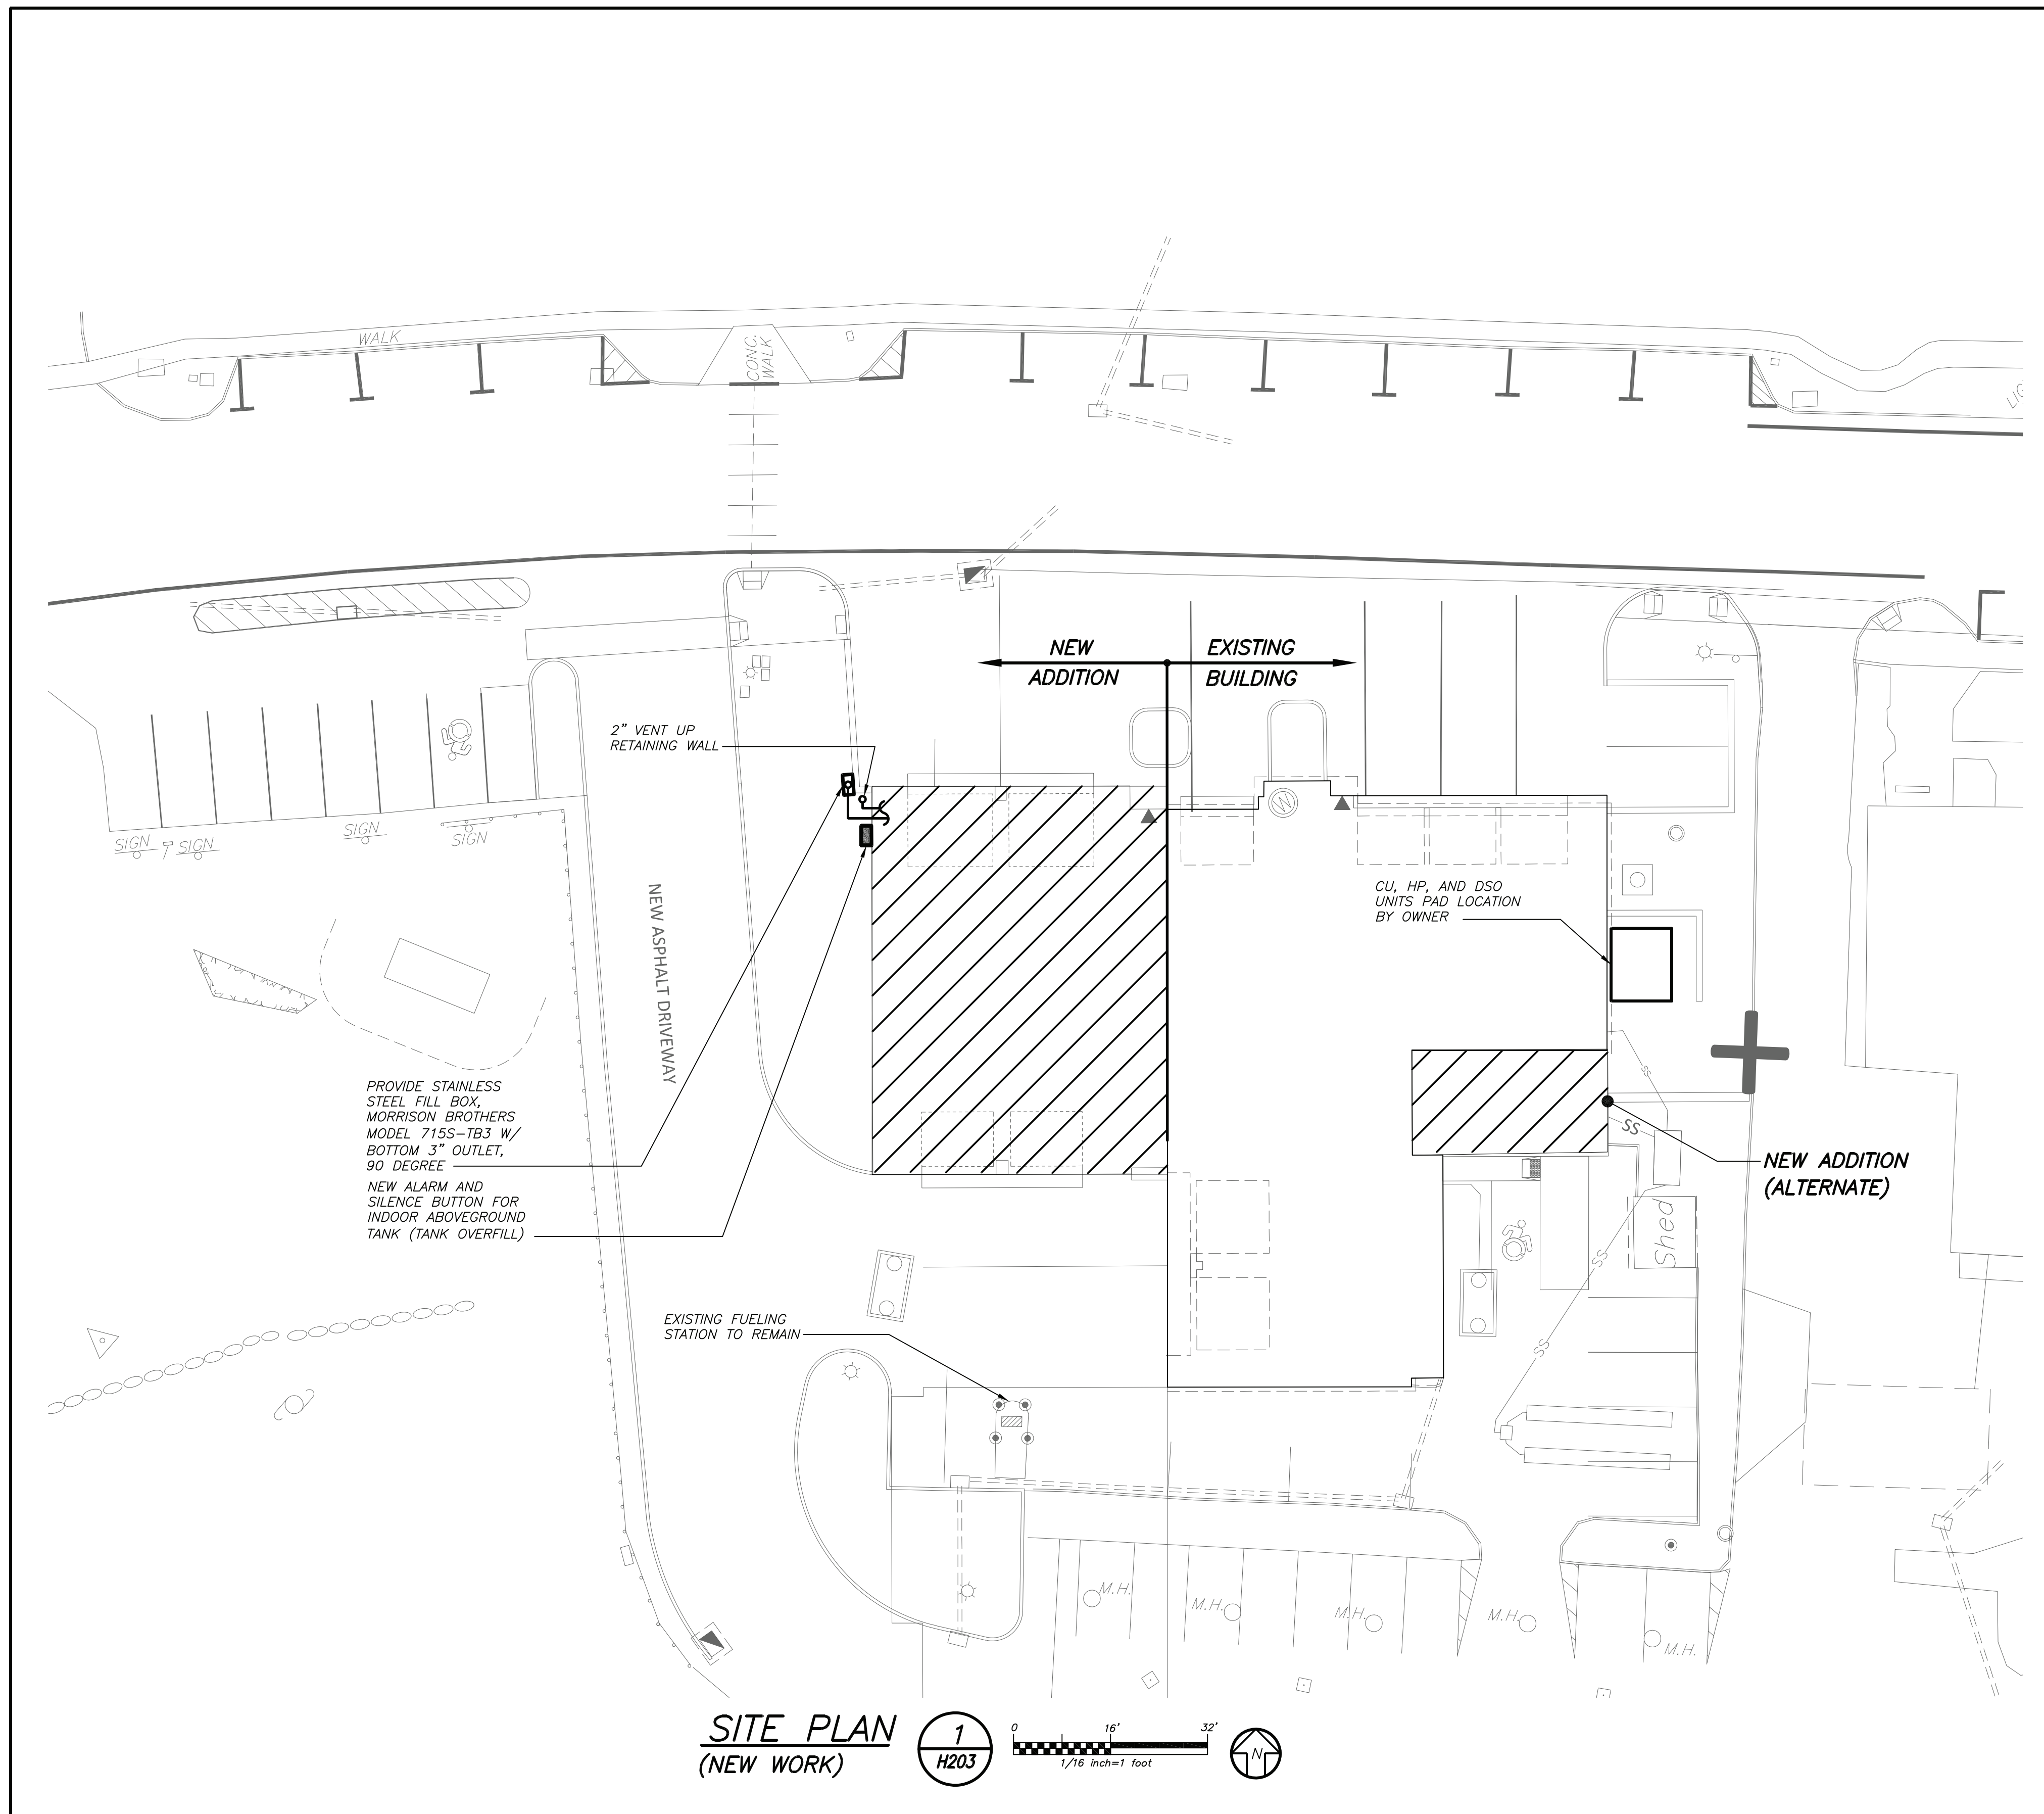 WALK
CONC.
WALK
NEW
ADDITION
EXISTING
BUILDING
2" VENT UP
RETAINING WALL
W
SIGN
SIGN
SIGN
SIGN
NEW ASPHALT DRIVEWAY
CU, HP, AND DSO
UNITS PAD LOCATION
BY OWNER
PROVIDE STAINLESS
STEEL FILL BOX,
MORRISON BROTHERS
MODEL 715S-TB3 W/
BOTTOM 3" OUTLET,
90 DEGREE
NEW ALARM AND
SILENCE BUTTON FOR
INDOOR ABOVEGROUND
TANK (TANK OVERFILL)
SS
SS
NEW ADDITION
(ALTERNATE)
Shed
SS
SS
EXISTING FUELING
STATION TO REMAIN
M.H.
M.H.
M.H.
M.H.
M.H.
SITE PLAN
(NEW WORK)
1
H203
0 16' 32'
1/16 inch=1 foot
N